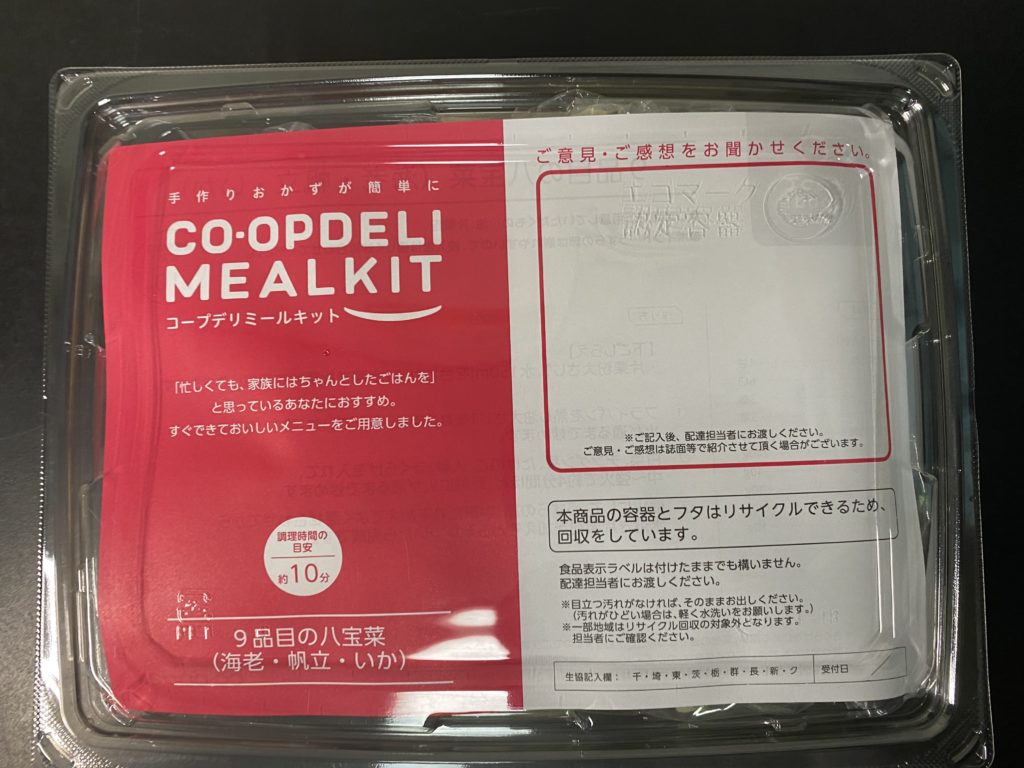 手作りおかずが簡単に
CO·OPDELI
MEALKIT
コープデリミールキット
「忙しくても、家族にはちゃんとしたごはんを」
と思っているあなたにおすすめ。
すぐできておいしいメニューをご用意しました。
調理時間の
目安
約10分
9品目の八宝菜
(海老・帆立・いか)
ご意見・ご感想をお聞かせください。
エコマーク
認定容器
※ご記入後、配達担当者にお渡しください。
ご意見・ご感想は誌面等で紹介させて頂く場合がございます。
本商品の容器とフタはリサイクルできるため、
回収をしています。
食品表示ラベルは付けたままでも構いません。
配達担当者にお渡しください。
※目立つ汚れがなければ、そのままお出しください。
(汚れがひどい場合は、軽く水洗いをお願いします。)
※一部地域はリサイクル回収の対象外となります。
担当者にご確認ください。
生協記入欄: 千・埼・東・茨・栃・群・長・新・ク 受付日 /